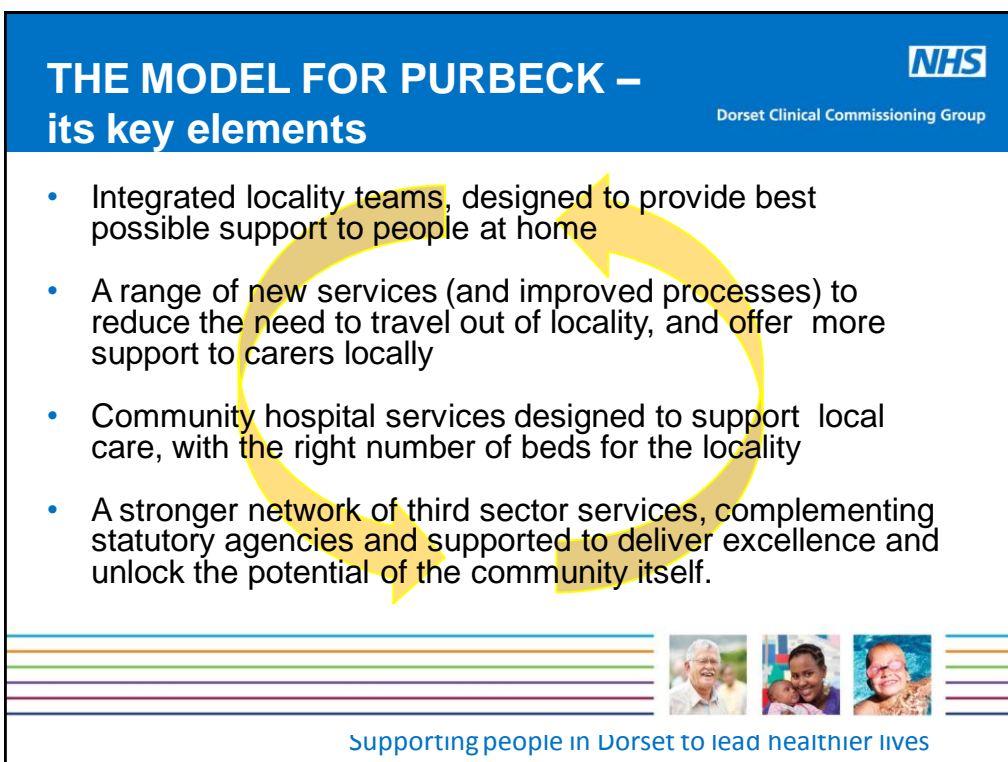 THE MODEL FOR PURBECK –
its key elements
NHS
Dorset Clinical Commissioning Group
• Integrated locality teams, designed to provide best
possible support to people at home
• A range of new services (and improved processes) to
reduce the need to travel out of locality, and offer more
support to carers locally
• Community hospital services designed to support local
care, with the right number of beds for the locality
• A stronger network of third sector services, complementing
statutory agencies and supported to deliver excellence and
unlock the potential of the community itself.
Supporting people in Dorset to lead healthier lives